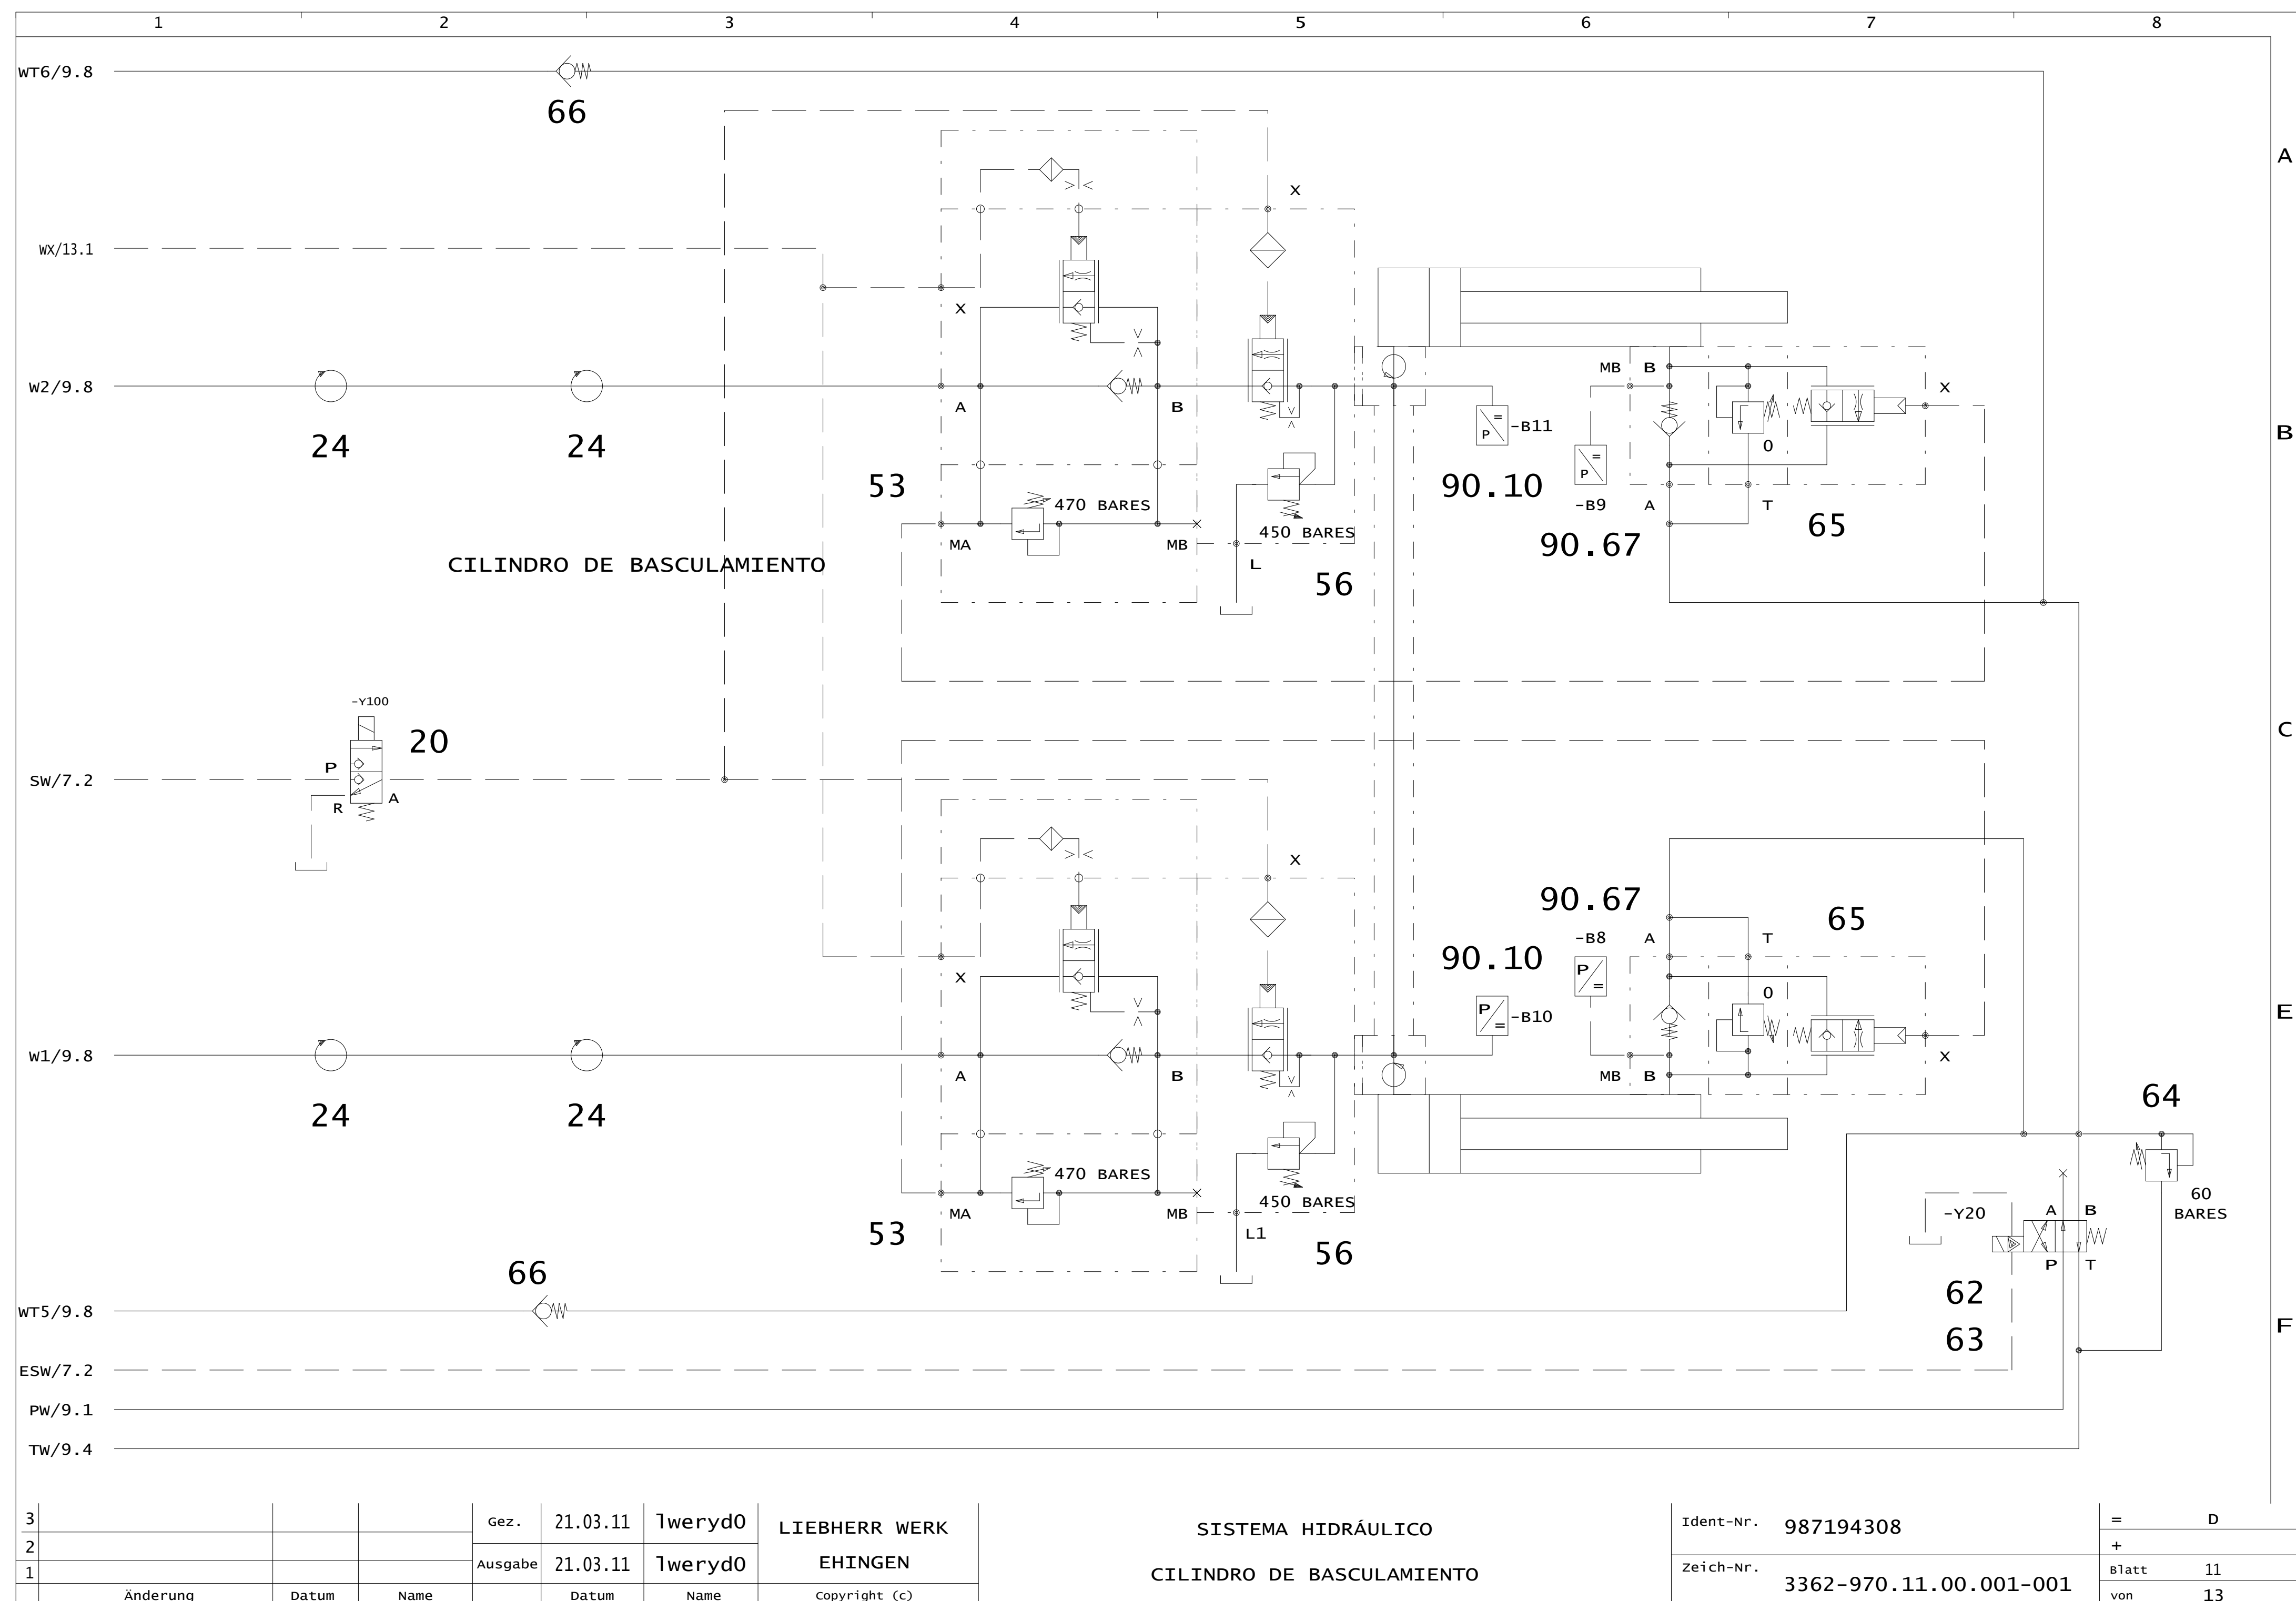 1 2 3 4 5 6 7 8
WT6/9.8
66
A
X
WX/13.1
X
W2/9.8
A
B
MB B
X
-B11
P =
24
24
B
0
53
90.10
P =
470 BARES
-B9
A
T
65
450 BARES
MA
MB
90.67
CILINDRO DE BASCULAMIENTO
L
56
-Y100
20
C
P
SW/7.2
R
A
X
90.67
65
-B8
A
T
90.10
X
P =
0
P =
-B10
E
W1/9.8
A
B
MB B
X
24
24
64
470 BARES
60
BARES
450 BARES
MA
MB
-Y20
A
B
53
L1
56
P
T
66
62
WT5/9.8
F
63
ESW/7.2
PW/9.1
TW/9.4
3
Gez. 21.03.11 lweryd0
LIEBHERR WERK
SISTEMA HIDRÁULICO
Ident-Nr. 987194308
= D
2
+
1
Ausgabe 21.03.11 lweryd0
EHINGEN
CILINDRO DE BASCULAMIENTO
Zeich-Nr. 3362-970.11.00.001-001
Blatt 11
Änderung Datum Name Datum Name Copyright (c)
von 13